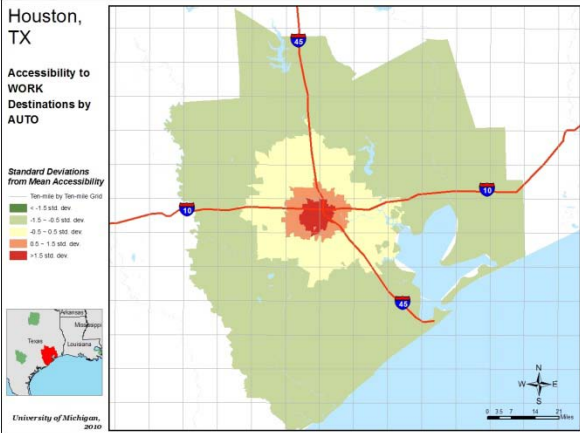 Houston,
TX
Accessibility to
WORK
Destinations by
AUTO
Standard Deviations
from Mean Accessibility
Ten-mile by Ten-mile Grid
< -1.5 std. dev.
-1.5 – -0.5 std. dev.
-0.5 – 0.5 std. dev.
0.5 – 1.5 std. dev.
>1.5 std. dev.
Arkansas
Mississippi
Texas
Louisiana
University of Michigan,
2010
45
10
10
45
N
W
E
S
0 3.5 7 14 21
Miles